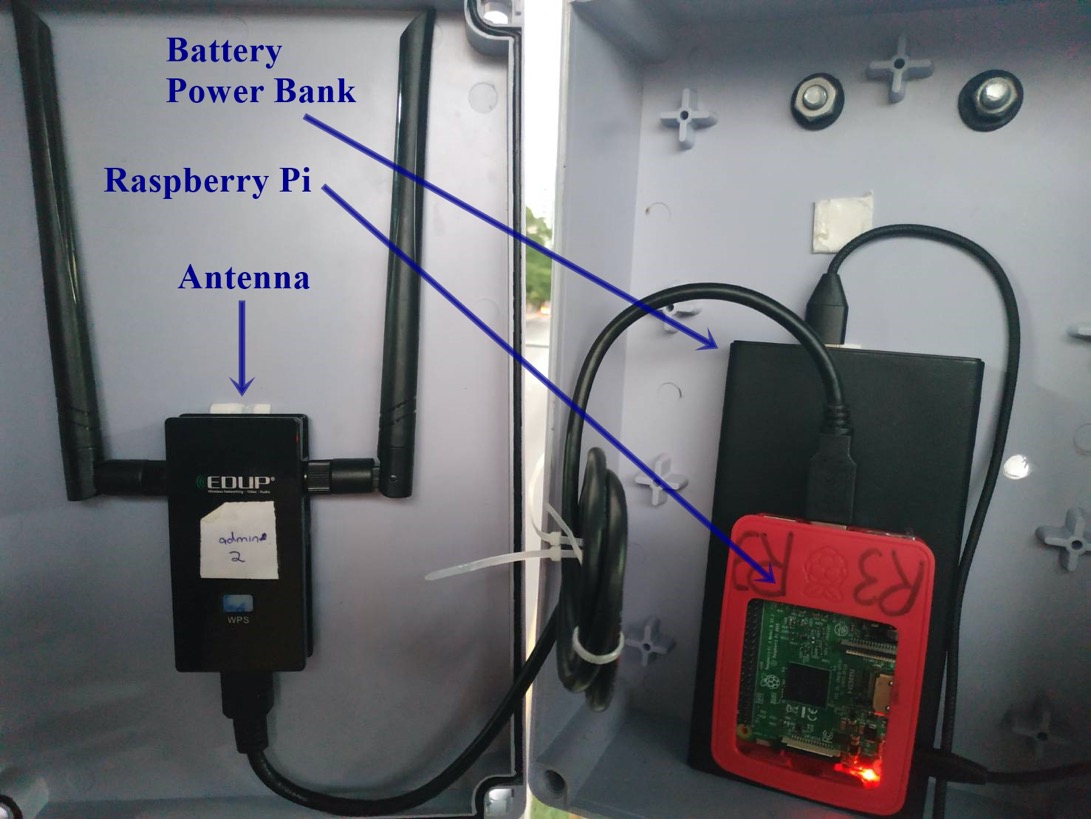 Battery
Power Bank
Raspberry Pi
Antenna
EDUP®
admin
2
WPS
R3
R3